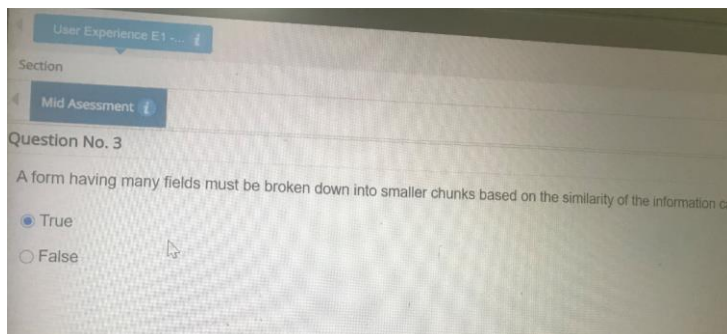 User Experience E1 -... i
Section
Mid Asessment i
Question No. 3
A form having many fields must be broken down into smaller chunks based on the similarity of the information
True
False